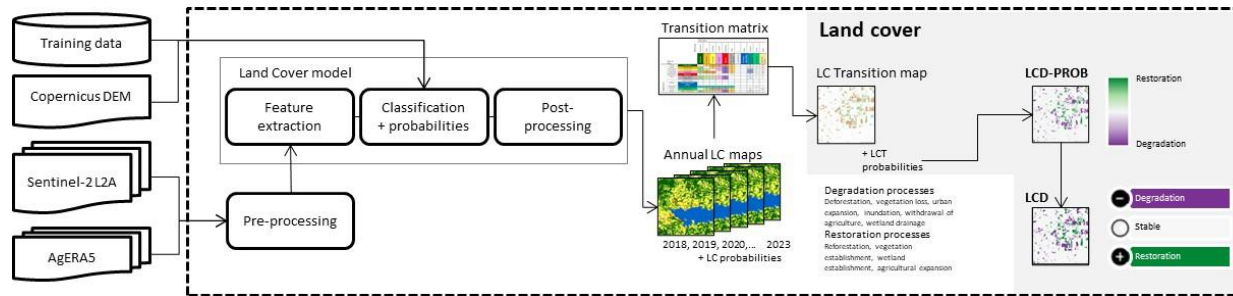 Training data
Copernicus DEM
Sentinel-2 L2A
AgERA5
Land Cover model
Feature
extraction
Classification
+ probabilities
Post-
processing
Pre-processing
Transition matrix
Annual LC maps
2018, 2019, 2020,... 2023
+ LC probabilities
Land cover
LC Transition map
+ LCT
probabilities
Degradation processes
Deforestation, vegetation loss, urban
expansion, inundation, withdrawal of
agriculture, wetland drainage
Restoration processes
Reforestation, vegetation
establishment, wetland
establishment, agricultural expansion
LCD-PROB
Restoration
Degradation
LCD
Degradation
Stable
Restoration